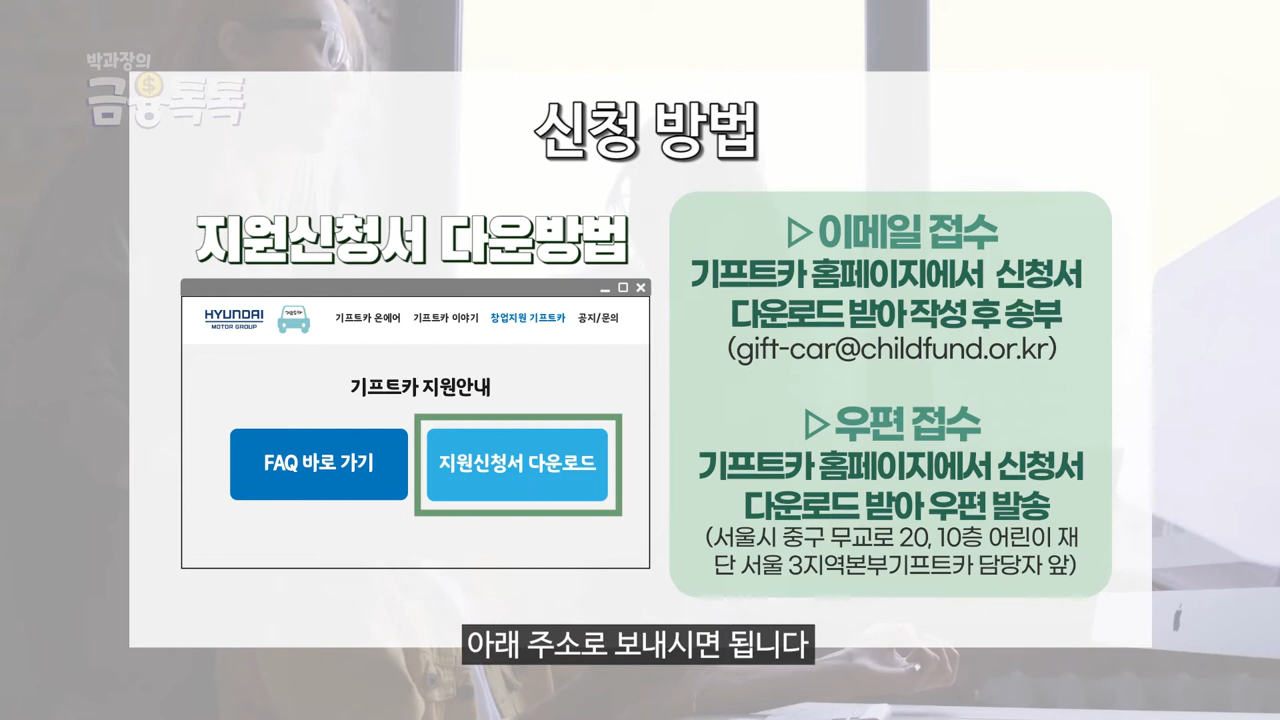 박과장의
금융톡톡
신청 방법
지원신청서 다운방법
HYUNDAI
MOTOR GROUP
기프트카
기프트카 온에어 기프트카 이야기 창업지원 기프트카 공지/문의
기프트카 지원안내
FAQ 바로 가기
지원신청서 다운로드
▷이메일 접수
기프트카 홈페이지에서 신청서
다운로드 받아 작성 후 송부
(gift-car@childfund.or.kr)
▷우편 접수
기프트카 홈페이지에서 신청서
다운로드 받아 우편 발송
(서울시 중구 무교로 20, 10층 어린이 재
단 서울 3지역본부기프트카 담당자 앞)
아래 주소로 보내시면 됩니다